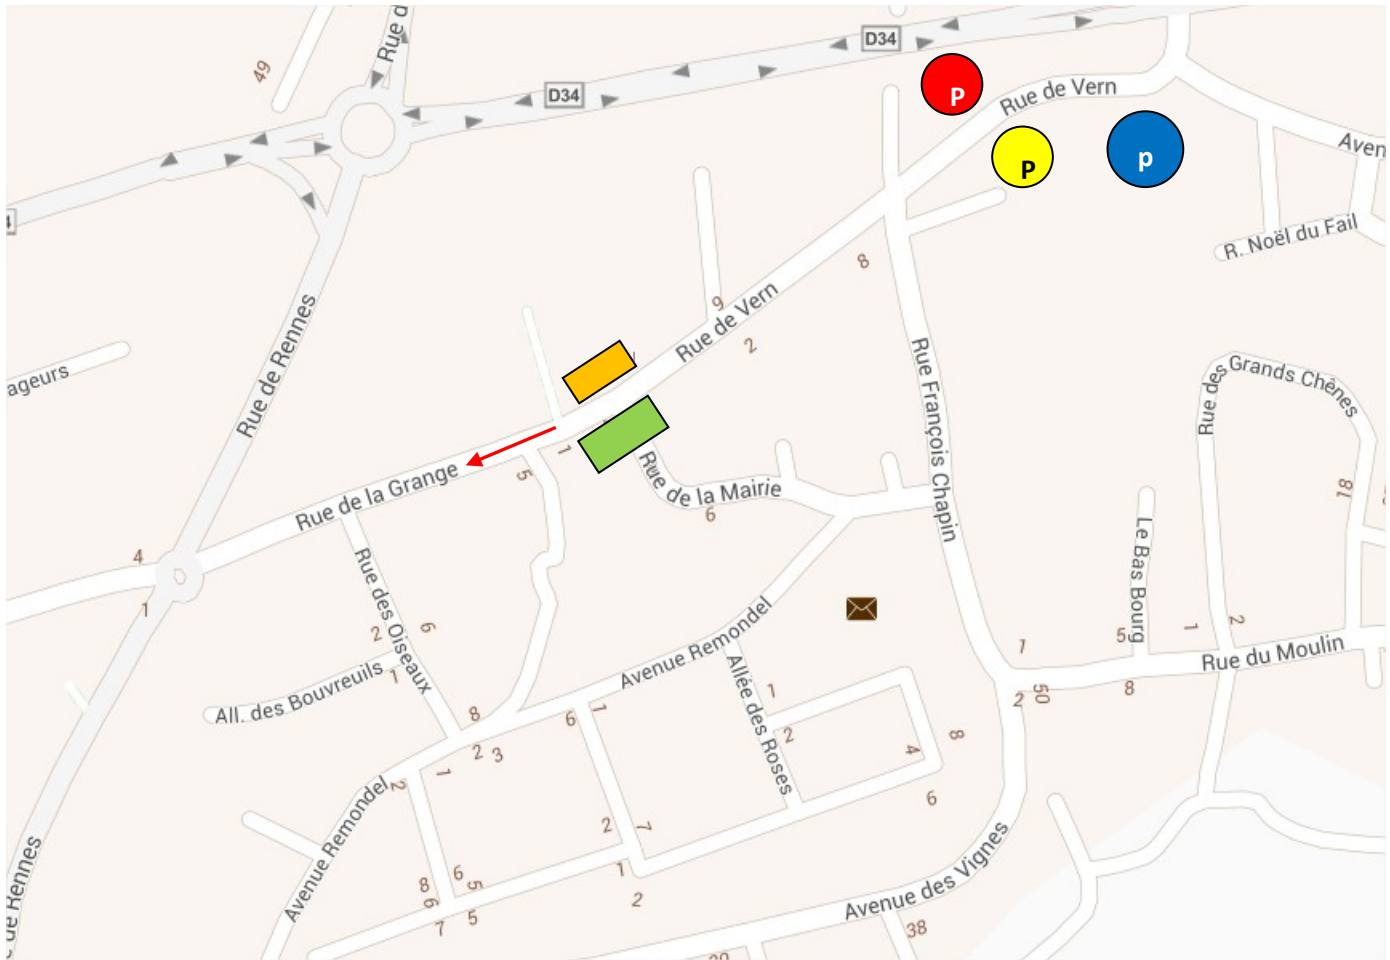 Rue d
D34
49
P
Rue de Vern
D34
P
p
Aven
4
R. Noël du Fail
8
9
Rue de Vern
2
Rue de Rennes
ageurs
Rue François Chapin
Rue des Grands Chênes
1
5
Rue de la Grange
Rue de la Mairie
6
18
Le Bas Bourg
4
1
Rue des Oiseaux
2
6
1
All. des Bouvreuils
Avenue Remondel
Allée des Roses
1
2
4
8
6
1
5
1
2
Rue du Moulin
2
50
8
8
6
1
2
3
1
2
Avenue Remondel
2
7
1
2
6
5
8
6
7
5
Avenue des Vignes
38
e de Rennes